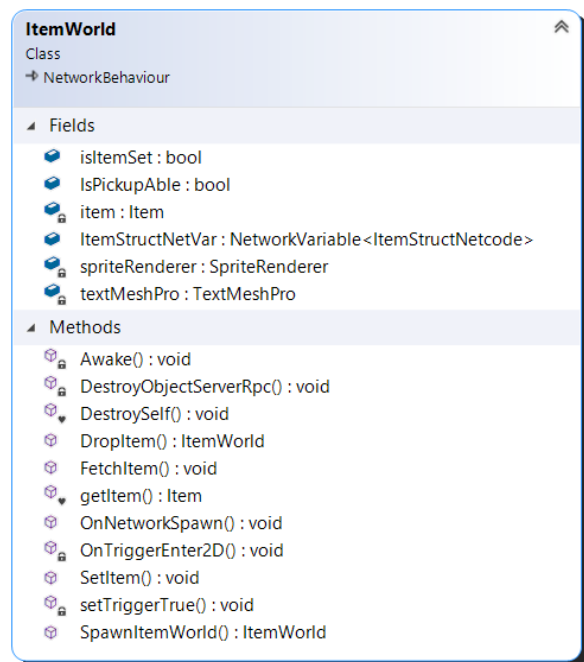 ItemWorld
Class
NetworkBehaviour
Fields
isItemSet : bool
IsPickupAble : bool
item : Item
ItemStructNetVar : NetworkVariable<ItemStructNetcode>
spriteRenderer : SpriteRenderer
textMeshPro : TextMeshPro
Methods
Awake() : void
DestroyObjectServerRpc() : void
DestroySelf() : void
DropItem() : ItemWorld
FetchItem() : void
getItem() : Item
OnNetworkSpawn() : void
OnTriggerEnter2D() : void
SetItem() : void
setTriggerTrue() : void
SpawnItemWorld() : ItemWorld